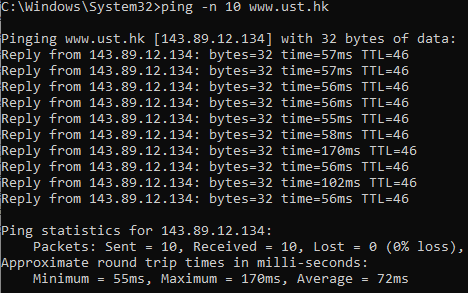 C:\Windows\System32>ping -n 10 www.ust.hk
Pinging www.ust.hk [143.89.12.134] with 32 bytes of data:
Reply from 143.89.12.134: bytes=32 time=57ms TTL=46
Reply from 143.89.12.134: bytes=32 time=57ms TTL=46
Reply from 143.89.12.134: bytes=32 time=56ms TTL=46
Reply from 143.89.12.134: bytes=32 time=56ms TTL=46
Reply from 143.89.12.134: bytes=32 time=55ms TTL=46
Reply from 143.89.12.134: bytes=32 time=58ms TTL=46
Reply from 143.89.12.134: bytes=32 time=170ms TTL=46
Reply from 143.89.12.134: bytes=32 time=56ms TTL=46
Reply from 143.89.12.134: bytes=32 time=102ms TTL=46
Reply from 143.89.12.134: bytes=32 time=56ms TTL=46
Ping statistics for 143.89.12.134:
Packets: Sent = 10, Received = 10, Lost = 0 (0% loss),
Approximate round trip times in milli-seconds:
Minimum = 55ms, Maximum = 170ms, Average = 72ms